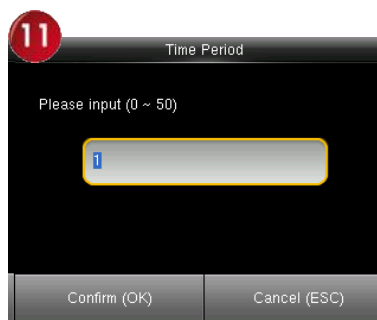 11
Time Period
Please input (0 ~ 50)
1
Confirm (OK) Cancel (ESC)